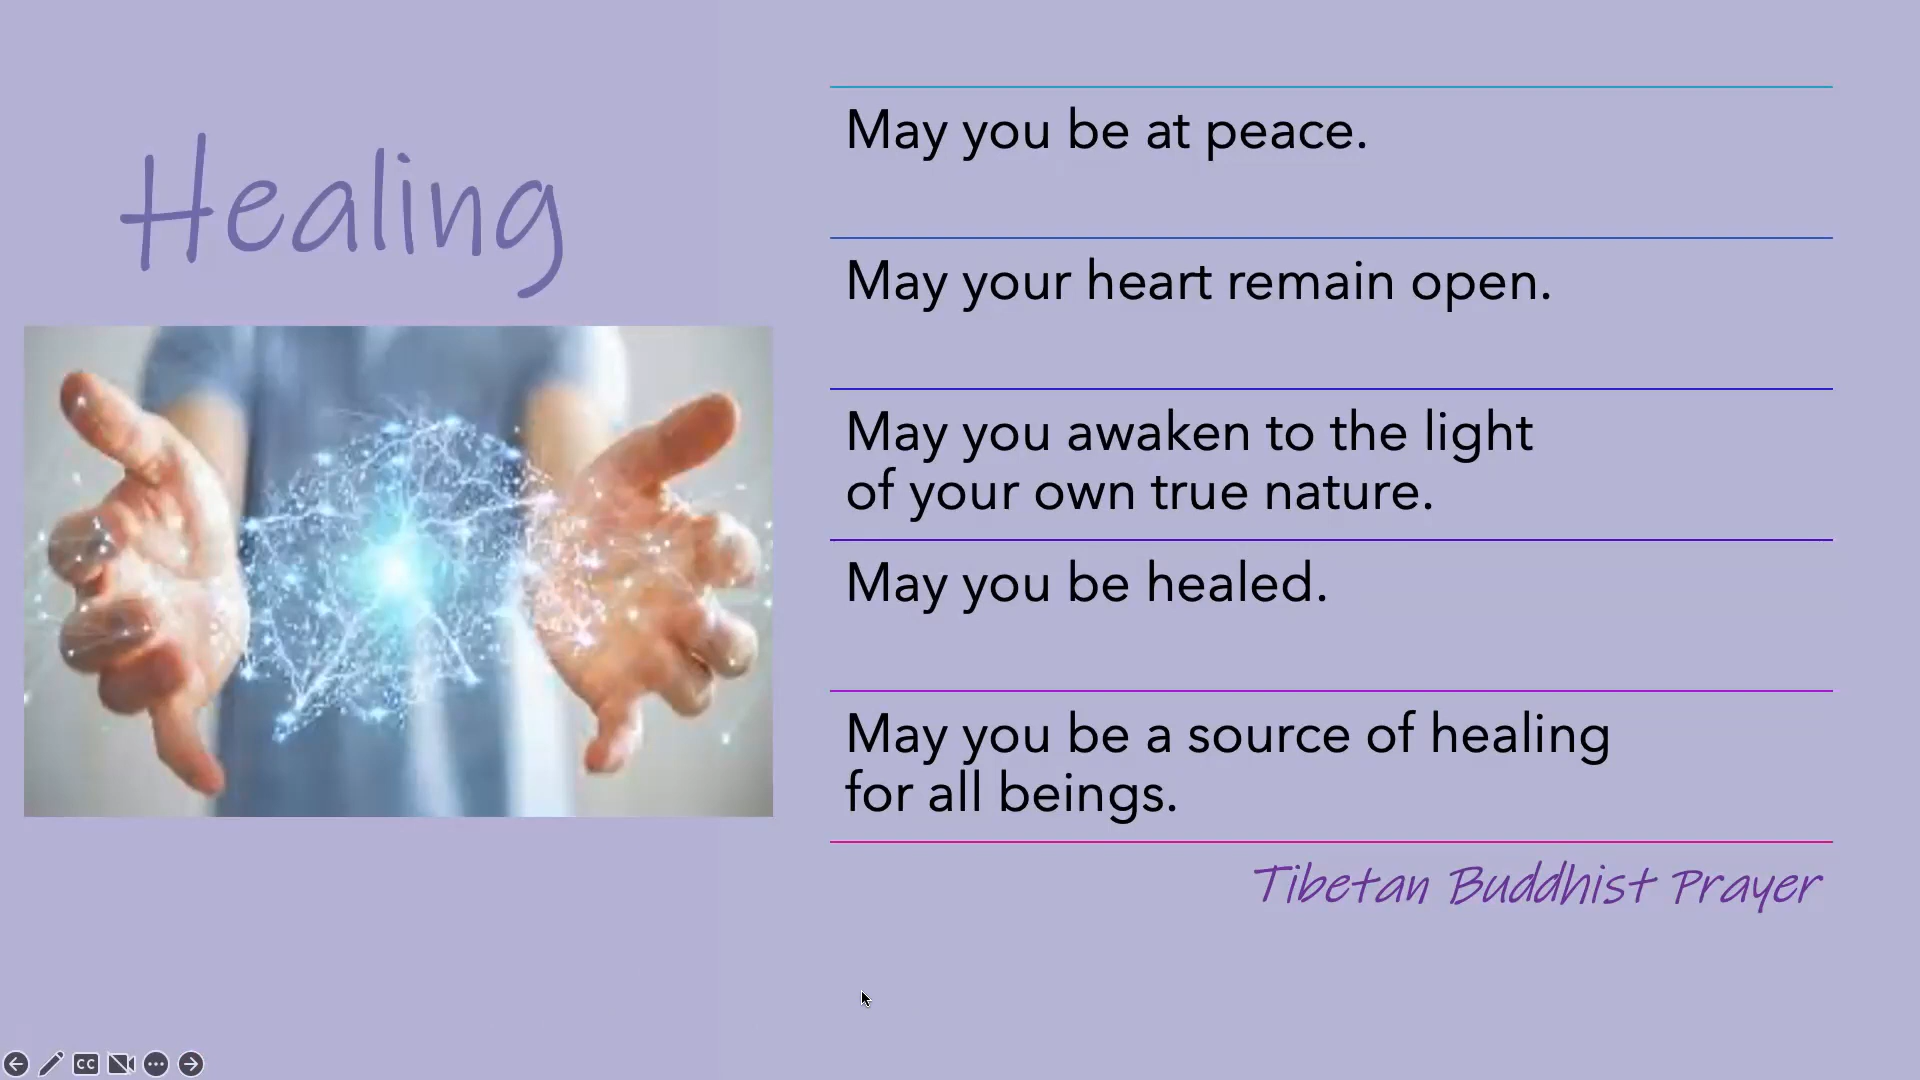 Healing
May you be at peace.
May your heart remain open.
May you awaken to the light
of your own true nature.
May you be healed.
May you be a source of healing
for all beings.
Tibetan Buddhist Prayer
CC